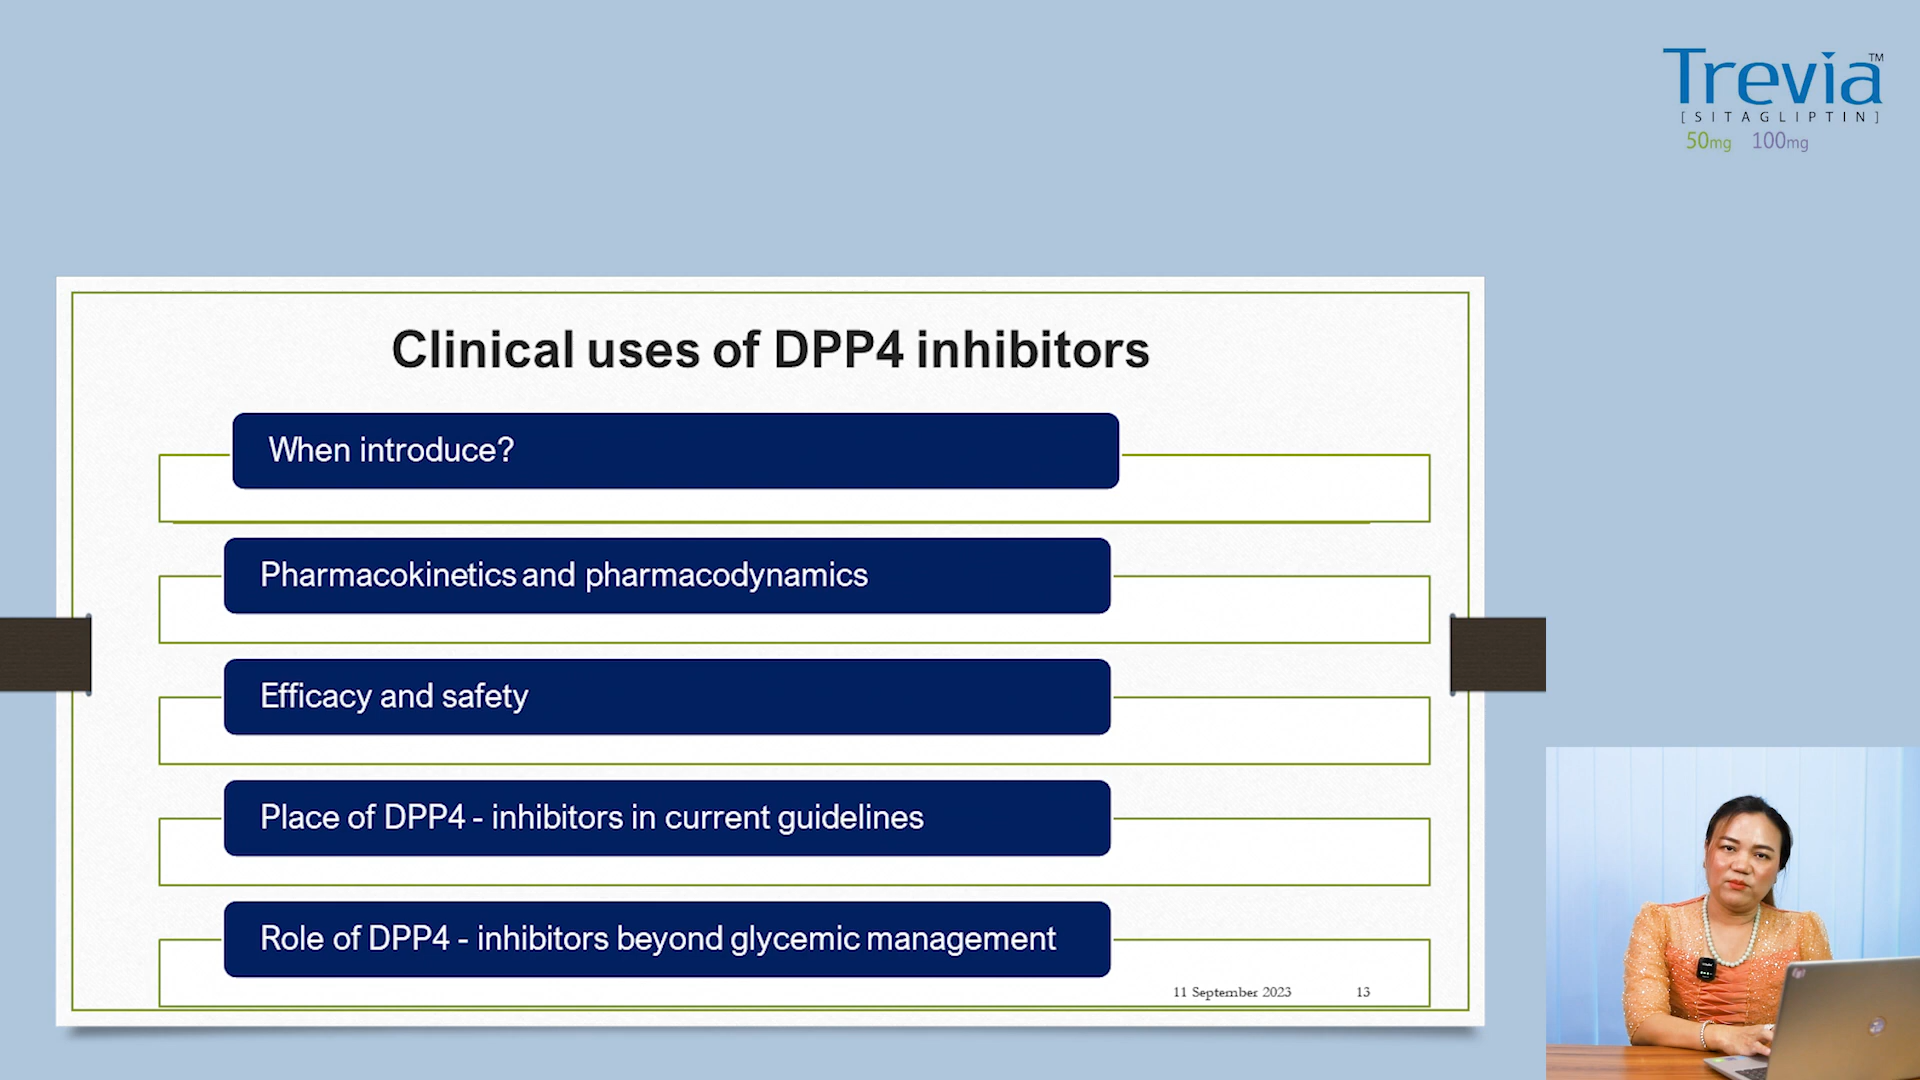 Trevia™
[SITAGLIPTIN]
50mg 100mg
Clinical uses of DPP4 inhibitors
When introduce?
Pharmacokinetics and pharmacodynamics
Efficacy and safety
Place of DPP4 - inhibitors in current guidelines
Role of DPP4 - inhibitors beyond glycemic management
11 September 2023 13